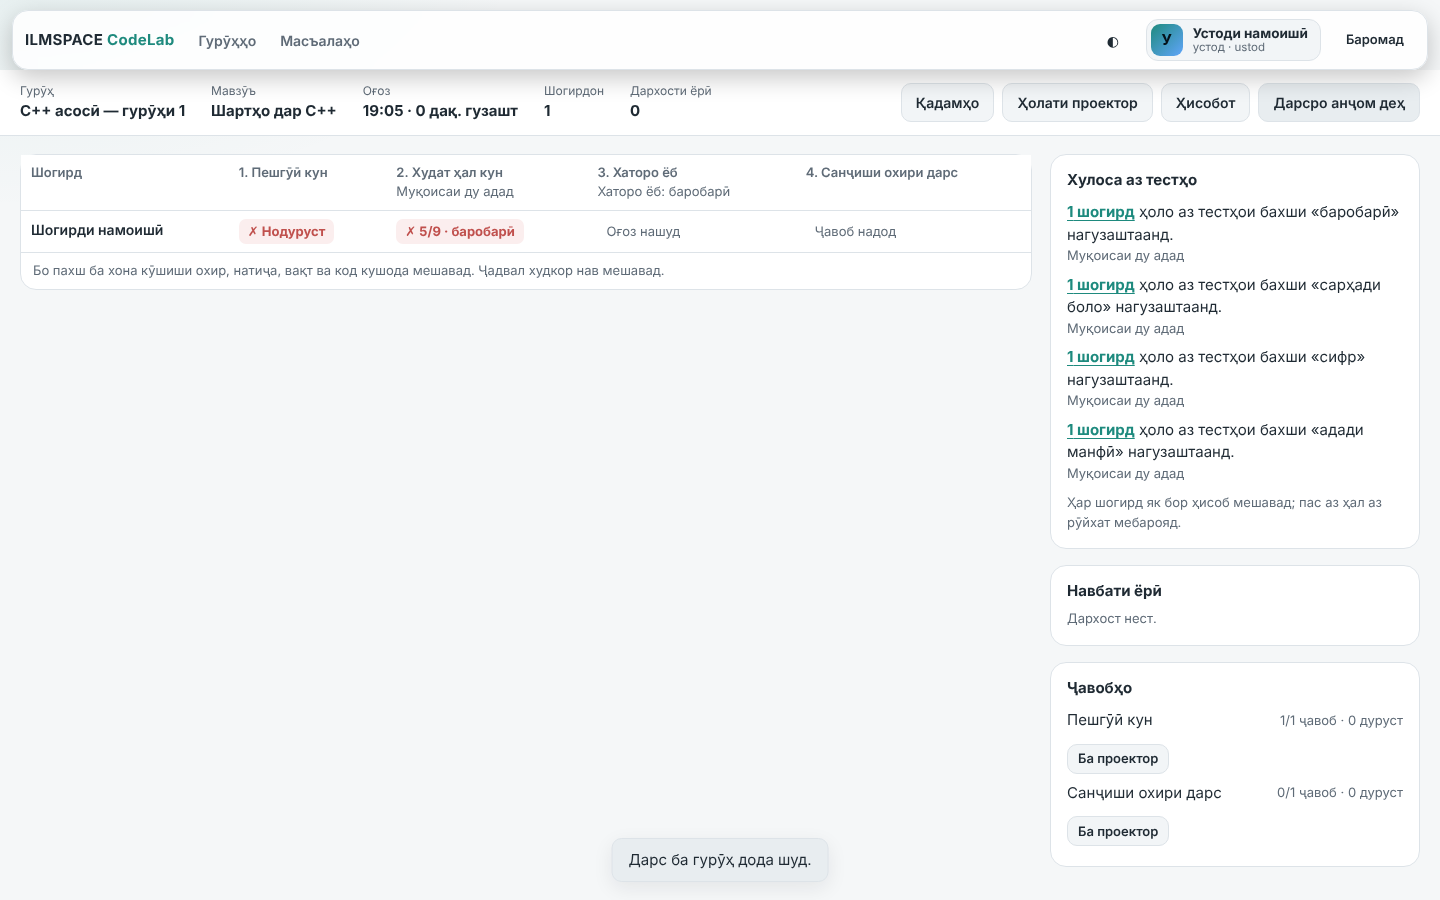 ILMSPACE CodeLab
Гурӯҳҳо
Масъалаҳо
◐
У
Устоди намоишӣ
устод · ustod
Баромад
Гурӯҳ
C++ асосӣ — гурӯҳи 1
Мавзӯъ
Шартҳо дар C++
Оғоз
19:05 · 0 дақ. гузашт
Шогирдон
1
Дархости ёрӣ
0
Қадамҳо
Ҳолати проектор
Ҳисобот
Дарсро анҷом деҳ
Шогирд
1. Пешгӯӣ кун
2. Худат ҳал кун
Муқоисаи ду адад
3. Хаторо ёб
Хаторо ёб: баробарӣ
4. Санҷиши охири дарс
Шогирди намоишӣ
✗ Нодуруст
✗ 5/9 · баробарӣ
Оғоз нашуд
Ҷавоб надод
Бо пахш ба хона кӯшиши охир, натиҷа, вақт ва код кушода мешавад. Ҷадвал худкор нав мешавад.
Хулоса аз тестҳо
1 шогирд ҳоло аз тестҳои бахши «баробарӣ»
нагузаштаанд.
Муқоисаи ду адад
1 шогирд ҳоло аз тестҳои бахши «сарҳади
боло» нагузаштаанд.
Муқоисаи ду адад
1 шогирд ҳоло аз тестҳои бахши «сифр»
нагузаштаанд.
Муқоисаи ду адад
1 шогирд ҳоло аз тестҳои бахши «адади
манфӣ» нагузаштаанд.
Муқоисаи ду адад
Ҳар шогирд як бор ҳисоб мешавад; пас аз ҳал аз
рӯйхат мебарояд.
Навбати ёрӣ
Дархост нест.
Ҷавобҳо
Пешгӯӣ кун
1/1 ҷавоб · 0 дуруст
Ба проектор
Санҷиши охири дарс
0/1 ҷавоб · 0 дуруст
Ба проектор
Дарс ба гурӯҳ дода шуд.